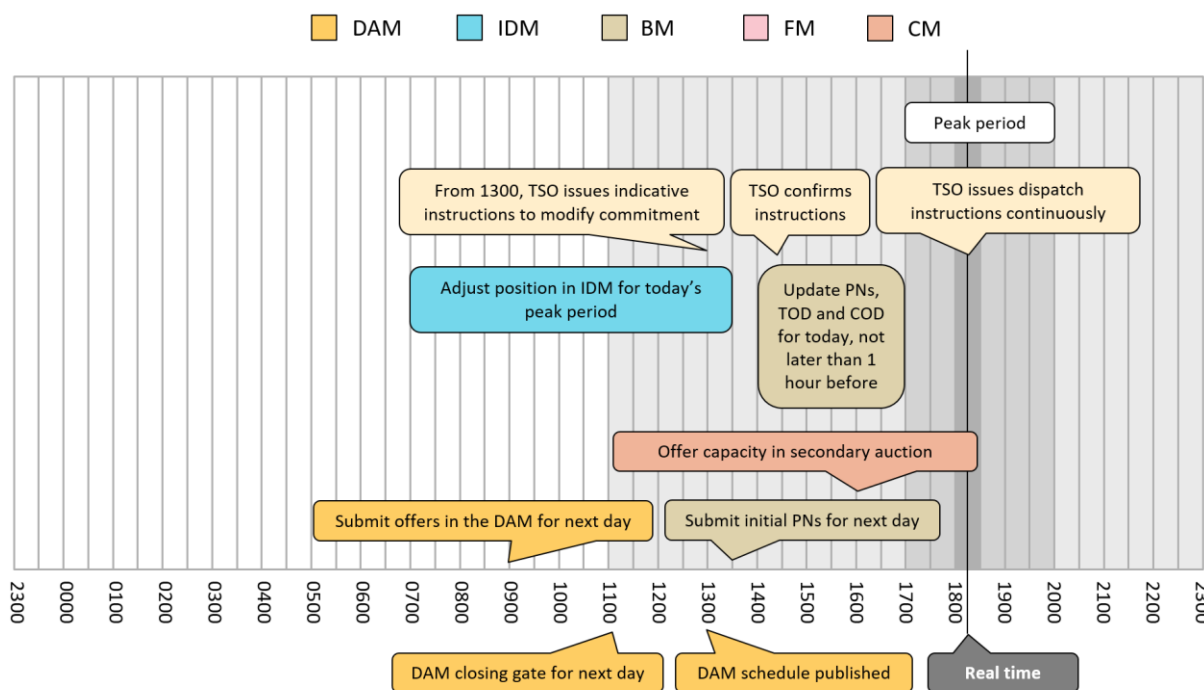 DAM
IDM
BM
FM
CM
Peak period
From 1300, TSO issues indicative
instructions to modify commitment
TSO confirms
instructions
TSO issues dispatch
instructions continuously
Adjust position in IDM for today’s
peak period
Update PNs,
TOD and COD
for today, not
later than 1
hour before
Offer capacity in secondary auction
Submit offers in the DAM for next day
Submit initial PNs for next day
2300
0000
0100
0200
0300
0400
0500
0600
0700
0800
0900
1000
1100
1200
1300
1400
1500
1600
1700
1800
1900
2000
2100
2200
2300
DAM closing gate for next day
DAM schedule published
Real time